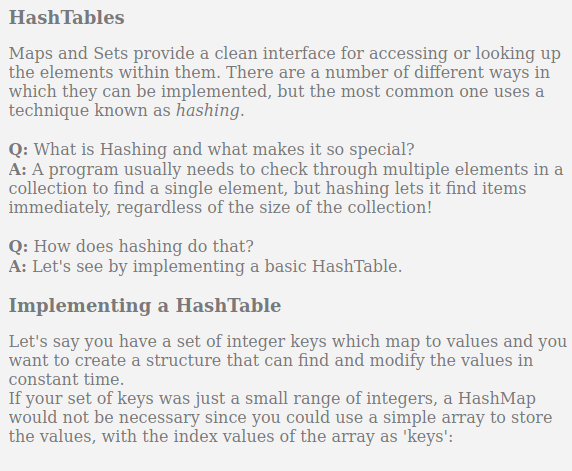 HashTables
Maps and Sets provide a clean interface for accessing or looking up
the elements within them. There are a number of different ways in
which they can be implemented, but the most common one uses a
technique known as hashing.
Q: What is Hashing and what makes it so special?
A: A program usually needs to check through multiple elements in a
collection to find a single element, but hashing lets it find items
immediately, regardless of the size of the collection!
Q: How does hashing do that?
A: Let's see by implementing a basic HashTable.
Implementing a HashTable
Let's say you have a set of integer keys which map to values and you
want to create a structure that can find and modify the values in
constant time.
If your set of keys was just a small range of integers, a HashMap
would not be necessary since you could use a simple array to store
the values, with the index values of the array as 'keys':